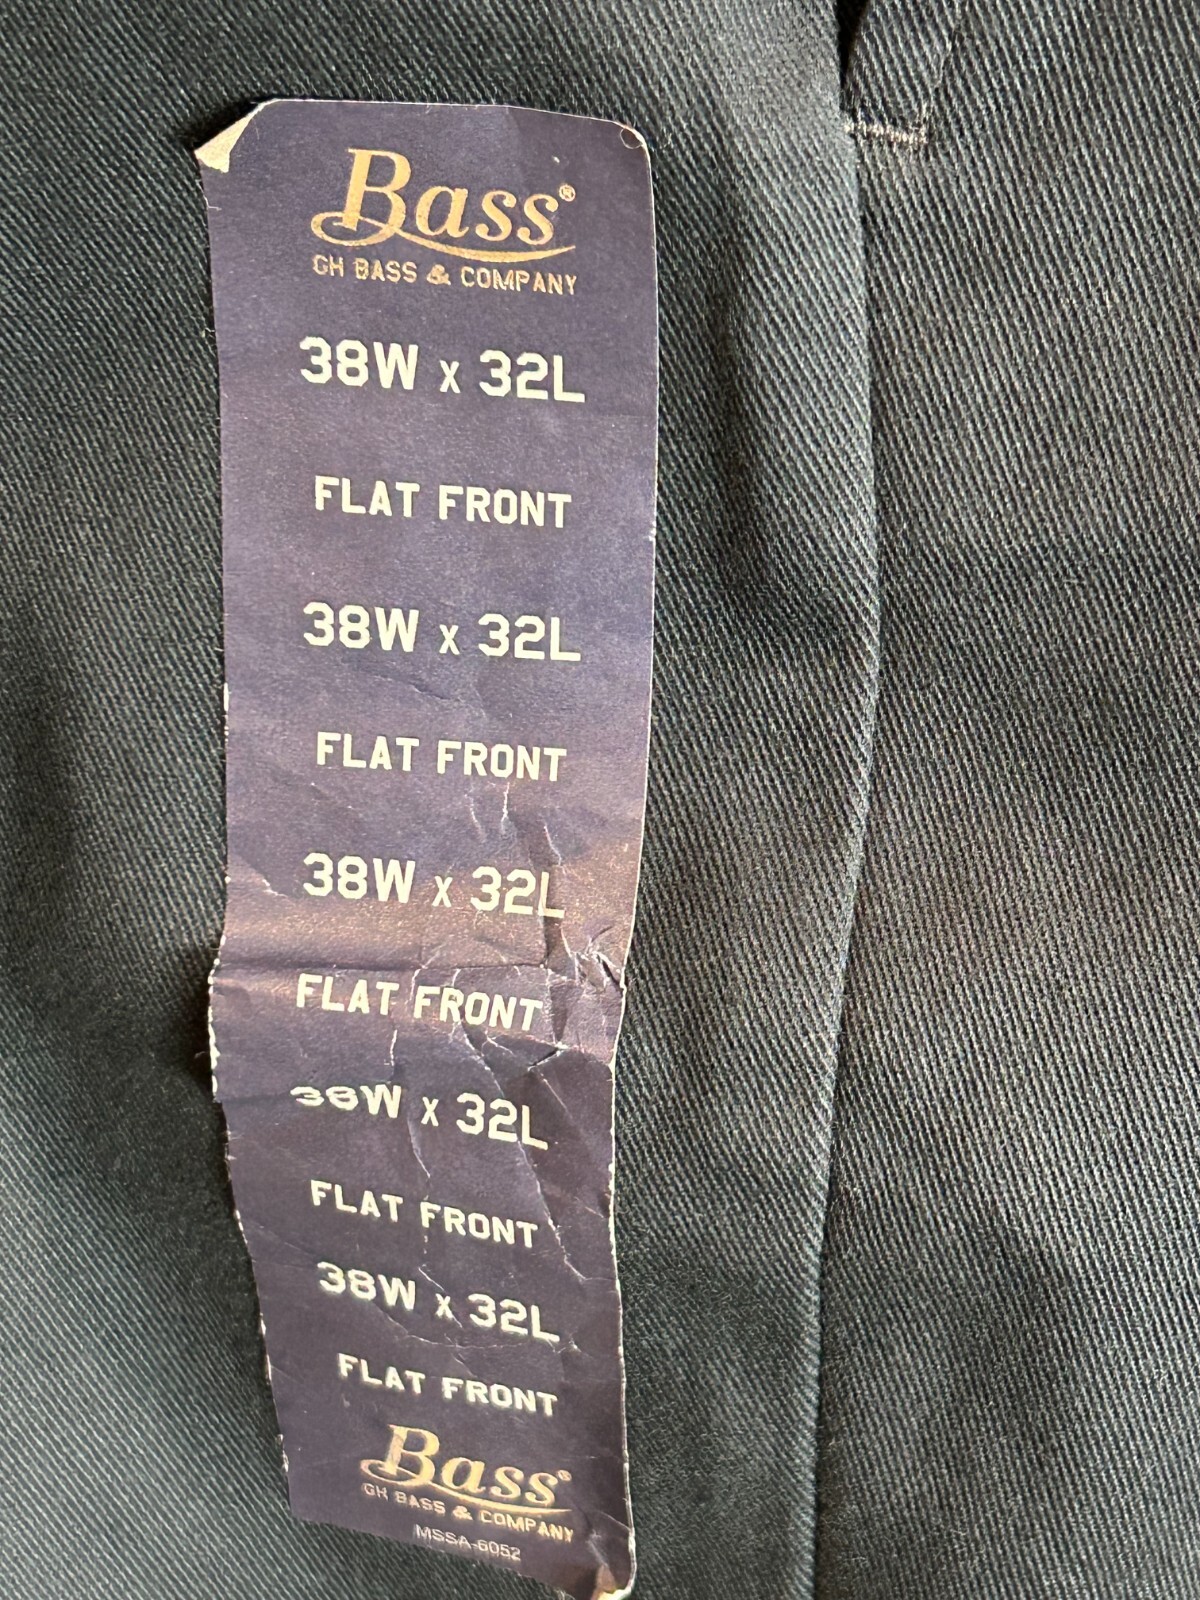 Bass®
GH BASS & COMPANY
38W x 32L
FLAT FRONT
38W x 32L
FLAT FRONT
38W x 32L
FLAT FRONT
38W x 32L
FLAT FRONT
38W x 32L
FLAT FRONT
Bass®
GH BASS & COMPANY
MSSA-6052